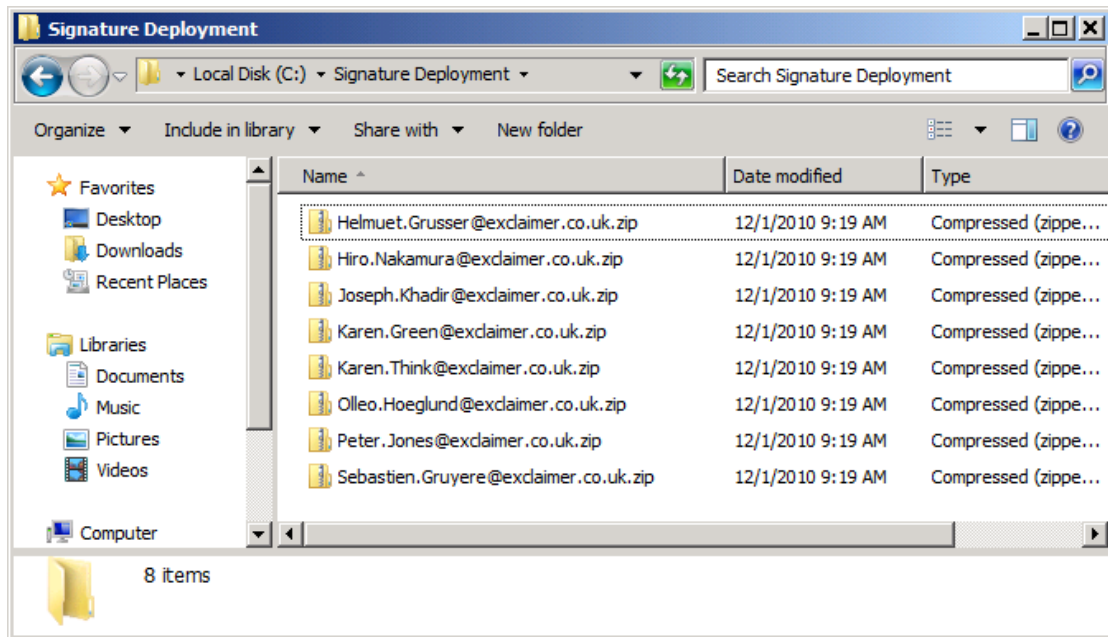 Signature Deployment
Local Disk (C:) Signature Deployment Search Signature Deployment
Organize Include in library Share with New folder
Favorites
Desktop
Downloads
Recent Places
Libraries
Documents
Music
Pictures
Videos
Computer
Name Date modified Type
Helmuet.Grusser@exclaimer.co.uk.zip 12/1/2010 9:19 AM Compressed (zippe...
Hiro.Nakamura@exclaimer.co.uk.zip 12/1/2010 9:19 AM Compressed (zippe...
Joseph.Khadir@exclaimer.co.uk.zip 12/1/2010 9:19 AM Compressed (zippe...
Karen.Green@exclaimer.co.uk.zip 12/1/2010 9:19 AM Compressed (zippe...
Karen.Think@exclaimer.co.uk.zip 12/1/2010 9:19 AM Compressed (zippe...
Olleo.Hoeglund@exclaimer.co.uk.zip 12/1/2010 9:19 AM Compressed (zippe...
Peter.Jones@exclaimer.co.uk.zip 12/1/2010 9:19 AM Compressed (zippe...
Sebastien.Gruyere@exclaimer.co.uk.zip 12/1/2010 9:19 AM Compressed (zippe...
8 items